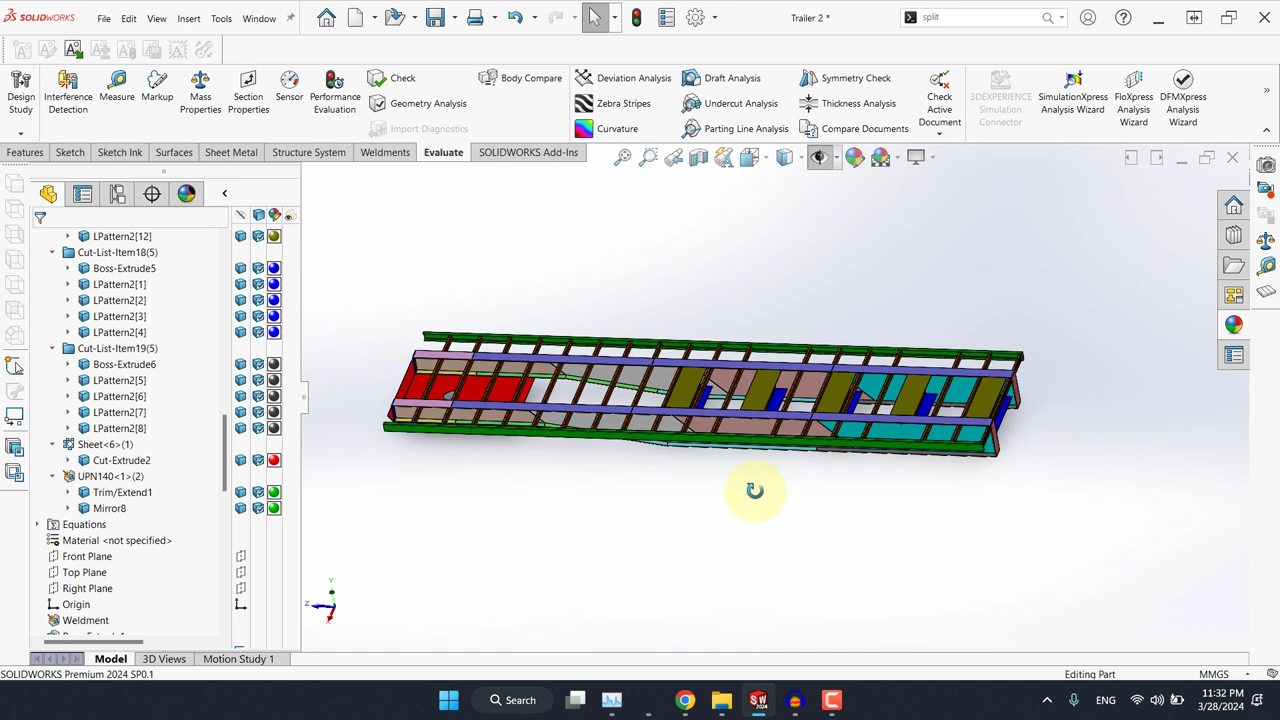 SOLIDWORKS File Edit View Insert Tools Window Trailer 2 * split
Design Study
Interference Detection
Measure
Markup
Mass Properties
Section Properties
Sensor
Performance Evaluation
Check
Geometry Analysis
Import Diagnostics
Body Compare
Deviation Analysis
Zebra Stripes
Curvature
Draft Analysis
Undercut Analysis
Parting Line Analysis
Symmetry Check
Thickness Analysis
Compare Documents
Check Active Document
3DEXPERIENCE Simulation Connector
SimulationXpress Analysis Wizard
FloXpress Analysis Wizard
DFMXpress Analysis Wizard
Features Sketch Sketch Ink Surfaces Sheet Metal Structure System Weldments Evaluate SOLIDWORKS Add-Ins
LPattern2[12]
Cut-List-Item18(5)
Boss-Extrude5
LPattern2[1]
LPattern2[2]
LPattern2[3]
LPattern2[4]
Cut-List-Item19(5)
Boss-Extrude6
LPattern2[5]
LPattern2[6]
LPattern2[7]
LPattern2[8]
Sheet<6>(1)
Cut-Extrude2
UPN140<1>(2)
Trim/Extend1
Mirror8
Equations
Material <not specified>
Front Plane
Top Plane
Right Plane
Origin
Weldment
Y
Z
Model 3D Views Motion Study 1
SOLIDWORKS Premium 2024 SP0.1 Editing Part MMGS
Search
SW 2024
ENG
11:32 PM
3/28/2024